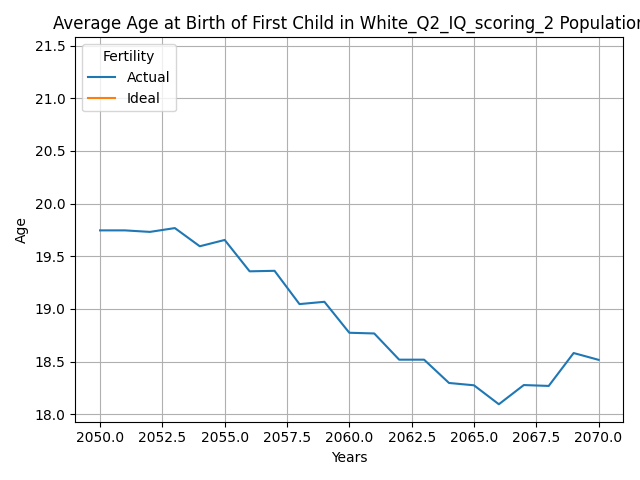 Average Age at Birth of First Child in White_Q2_IQ_scoring_2 Population
Fertility
Actual
Ideal
21.5
21.0
20.5
20.0
19.5
19.0
18.5
18.0
Age
2050.0 2052.5 2055.0 2057.5 2060.0 2062.5 2065.0 2067.5 2070.0
Years